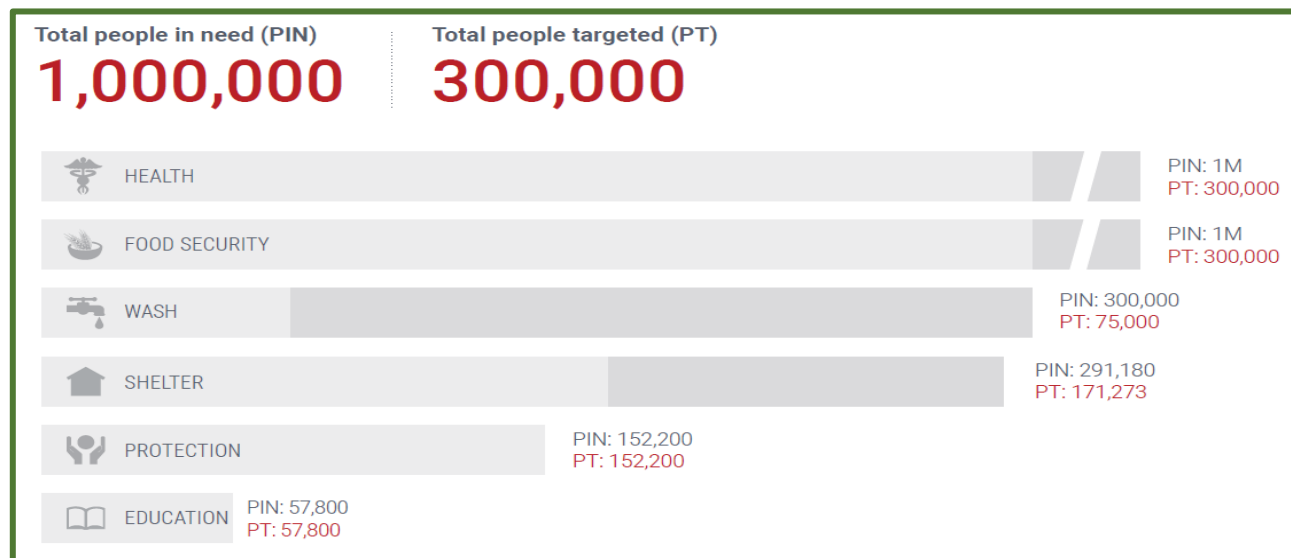 Total people in need (PIN)
1,000,000
Total people targeted (PT)
300,000
HEALTH
PIN: 1M
PT: 300,000
FOOD SECURITY
PIN: 1M
PT: 300,000
WASH
PIN: 300,000
PT: 75,000
SHELTER
PIN: 291,180
PT: 171,273
PROTECTION
PIN: 152,200
PT: 152,200
EDUCATION
PIN: 57,800
PT: 57,800